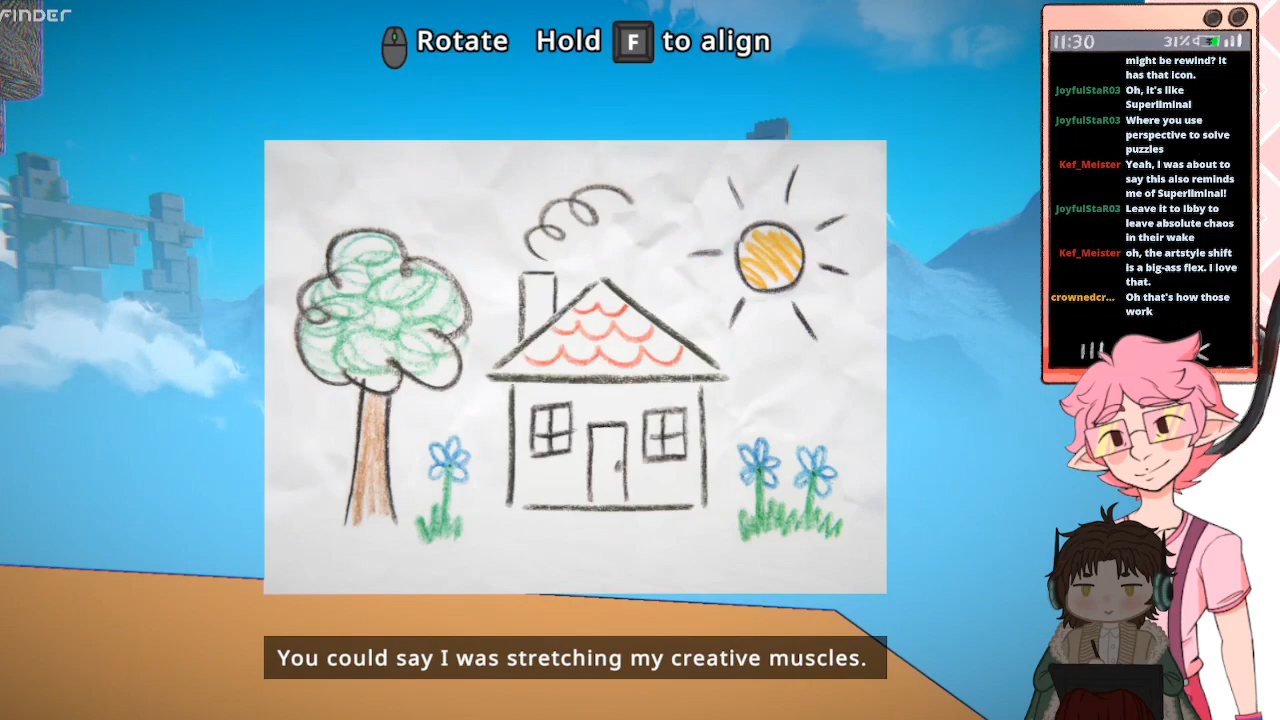 FINDER
Rotate Hold F to align
11:30 31%
might be rewind? It
has that icon.
JoyfulStaR03 Oh, it's like
Superliminal
JoyfulStaR03 Where you use
perspective to solve
puzzles
Kef_Meister Yeah, I was about to
say this also reminds
me of Superliminal!
JoyfulStaR03 Leave it to Ibby to
leave absolute chaos
in their wake
Kef_Meister oh, the artstyle shift
is a big-ass flex. I love
that.
crownedcr... Oh that's how those
work
You could say I was stretching my creative muscles.